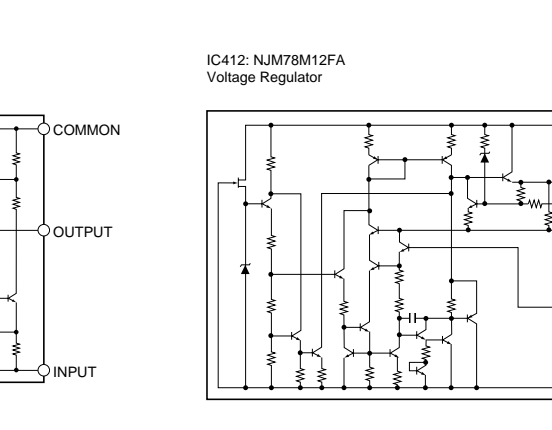 IC412: NJM78M12FA
Voltage Regulator
COMMON
OUTPUT
INPUT